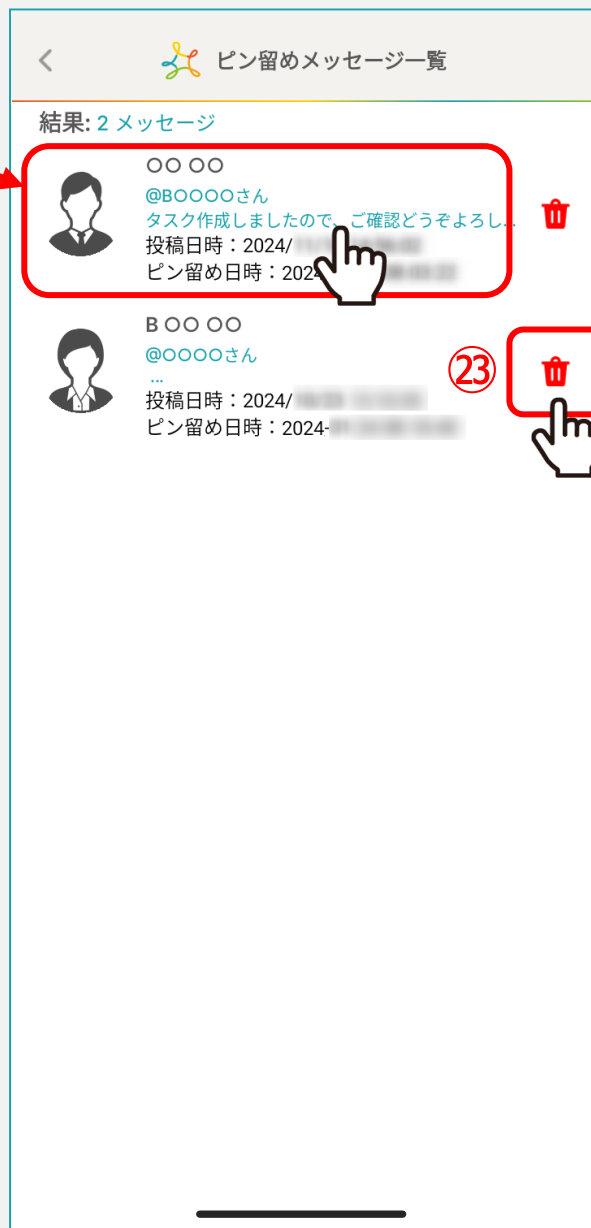 ピン留めメッセージ一覧
結果: 2 メッセージ
○○ ○○
@B○○○○さん
タスク作成しましたので、ご確認どうぞよろし...
投稿日時：2024/
ピン留め日時：202
B ○○ ○○
@○○○○さん
...
㉓
投稿日時：2024/
ピン留め日時：2024-